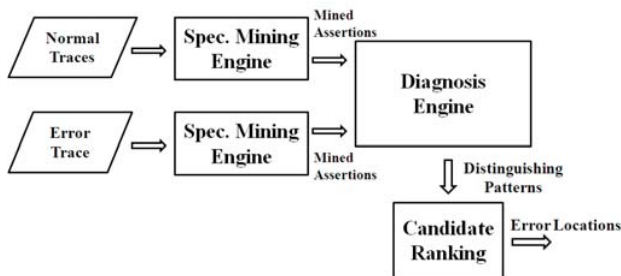 Normal
Traces
Spec. Mining
Engine
Mined
Assertions
Diagnosis
Engine
Error
Trace
Spec. Mining
Engine
Mined
Assertions
Distinguishing
Patterns
Candidate
Ranking
Error Locations